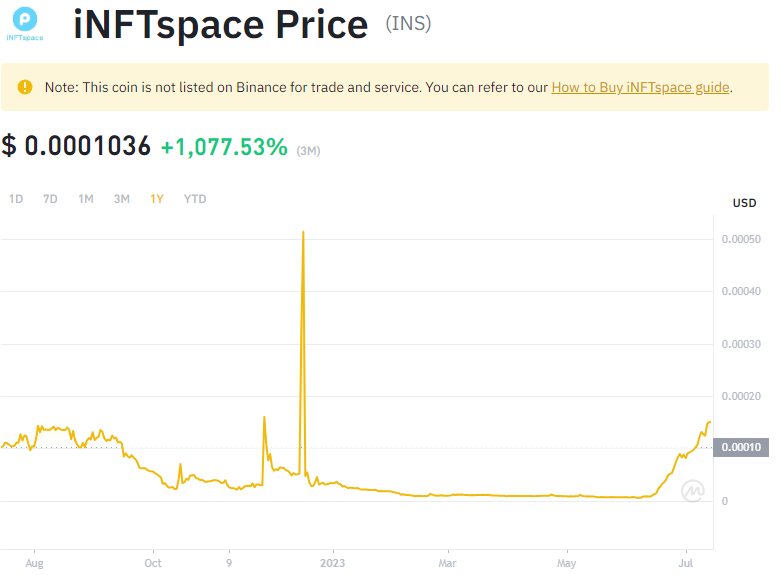 P
iNFTspace
iNFTspace Price (INS)
Note: This coin is not listed on Binance for trade and service. You can refer to our How to Buy iNFTspace guide.
$ 0.0001036 +1,077.53% (3M)
1D 7D 1M 3M 1Y YTD
USD
0.00050
0.00040
0.00030
0.00020
0.00010
0
Aug Oct 9 2023 Mar May Jul